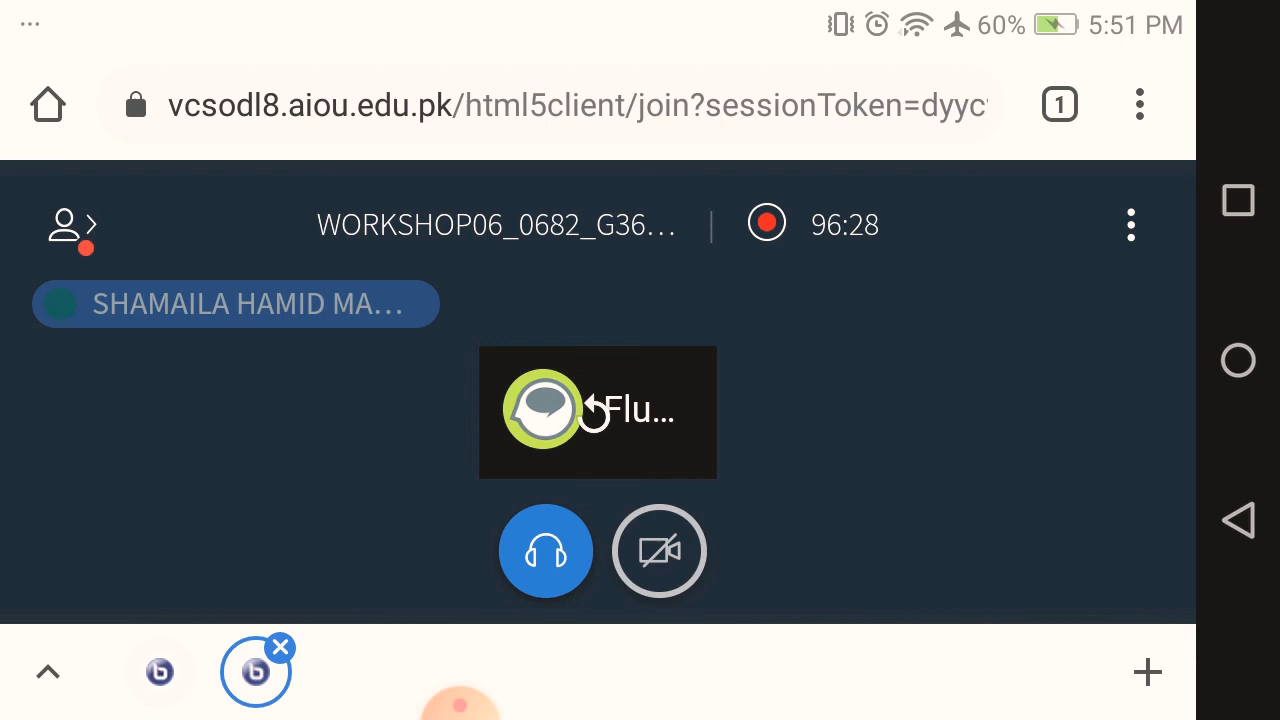 ...
60% 5:51 PM
vcsodl8.aiou.edu.pk/html5client/join?sessionToken=dyyc
1
WORKSHOP06_0682_G36... | 96:28
SHAMAILA HAMID MA...
Flu...
b b